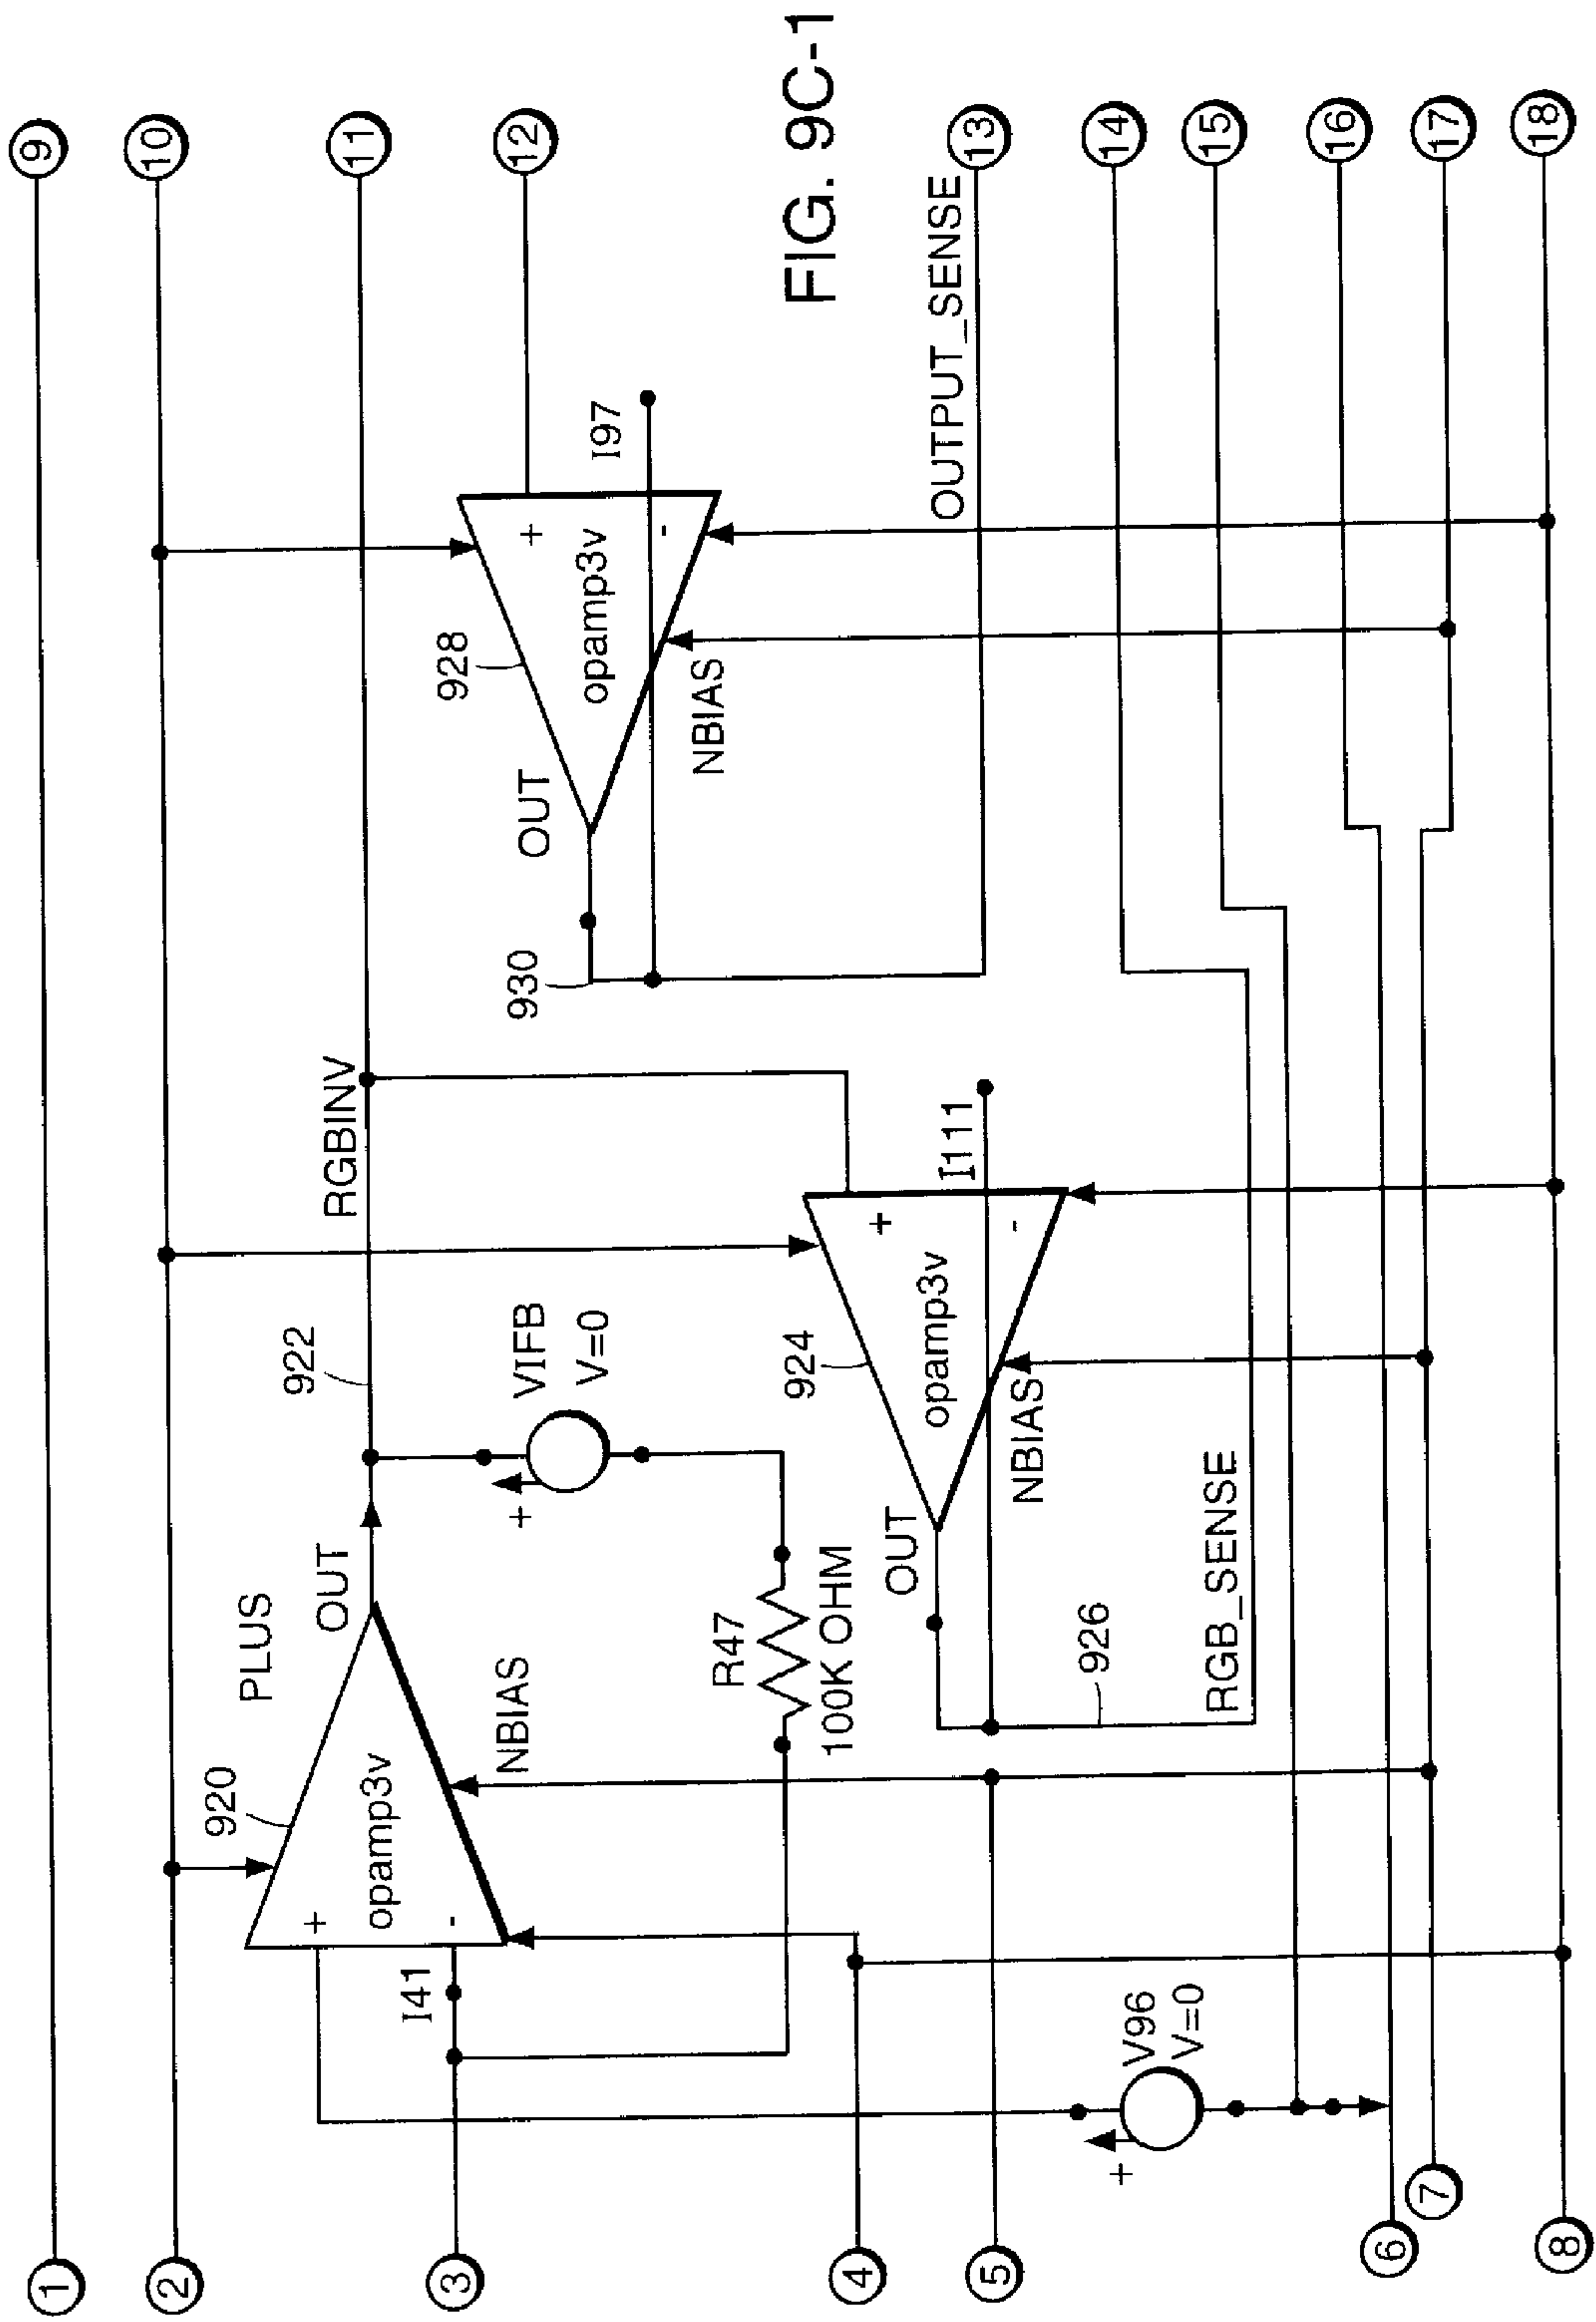 1
2
3
4
5
6
7
8
9
10
11
12
13
14
15
16
17
18
920
PLUS
+
-
opamp3v
OUT
NBIAS
I41
922
RGBINV
VIFB
V=0
+
R47
100K OHM
924
+
-
opamp3v
OUT
NBIAS
I111
926
RGB_SENSE
V96
V=0
+
928
+
-
opamp3v
OUT
NBIAS
I97
930
OUTPUT_SENSE
FIG. 9C-1